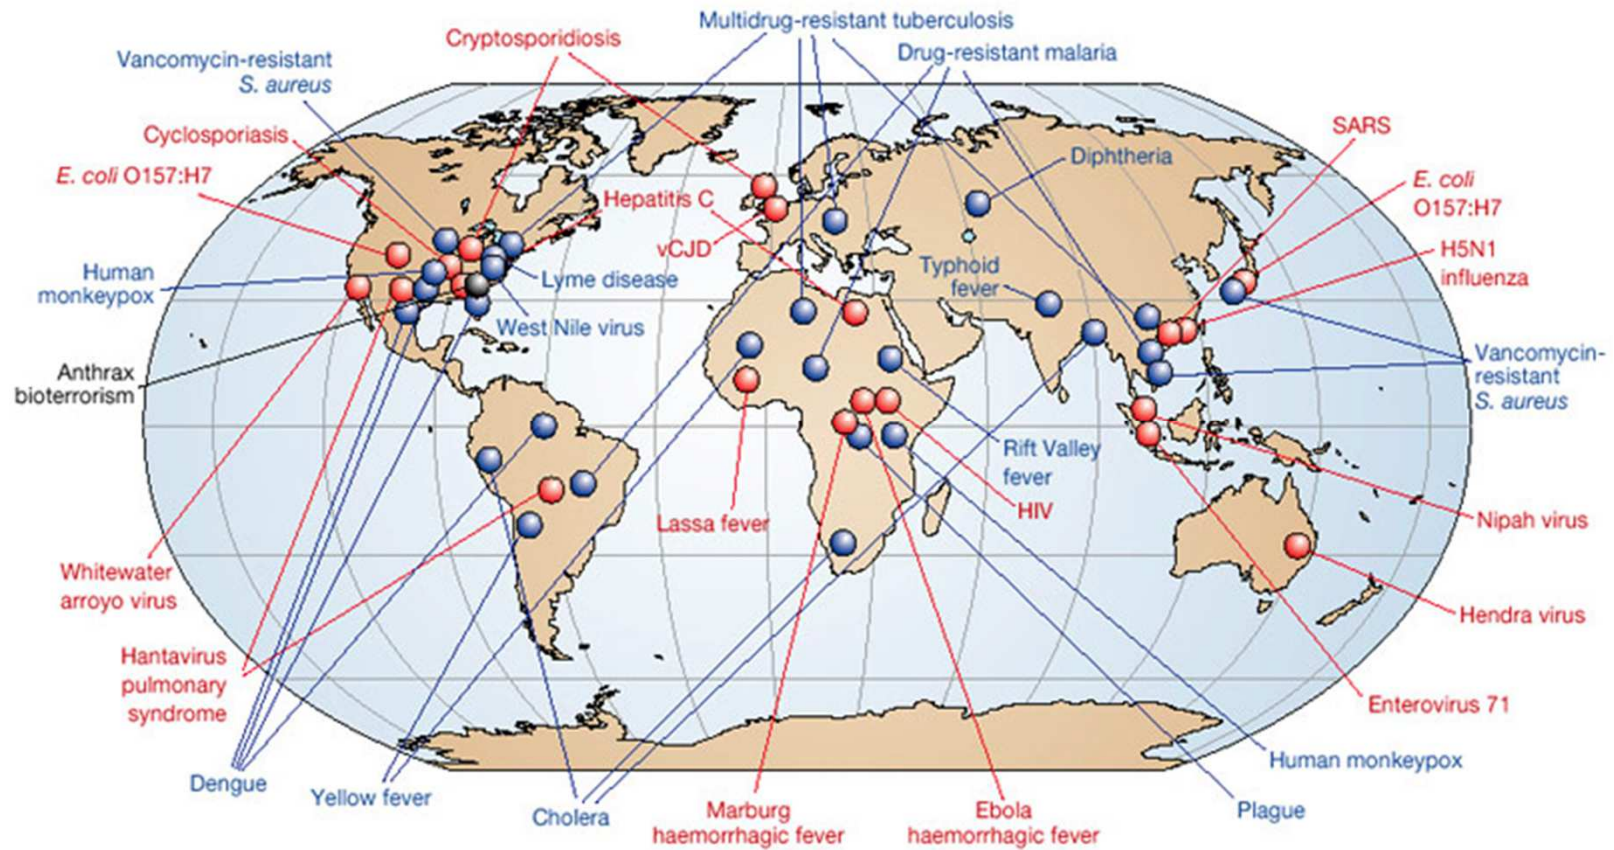 Multidrug-resistant tuberculosis
Cryptosporidiosis
Drug-resistant malaria
Vancomycin-resistant
S. aureus
Cyclosporiasis
SARS
Diphtheria
E. coli O157:H7
E. coli
O157:H7
Hepatitis C
vCJD
H5N1
influenza
Human
monkeypox
Lyme disease
Typhoid
fever
West Nile virus
Anthrax
bioterrorism
Vancomycin-
resistant
S. aureus
Rift Valley
fever
HIV
Lassa fever
Nipah virus
Whitewater
arroyo virus
Hendra virus
Hantavirus
pulmonary
syndrome
Enterovirus 71
Human monkeypox
Dengue
Yellow fever
Cholera
Marburg
haemorrhagic fever
Ebola
haemorrhagic fever
Plague